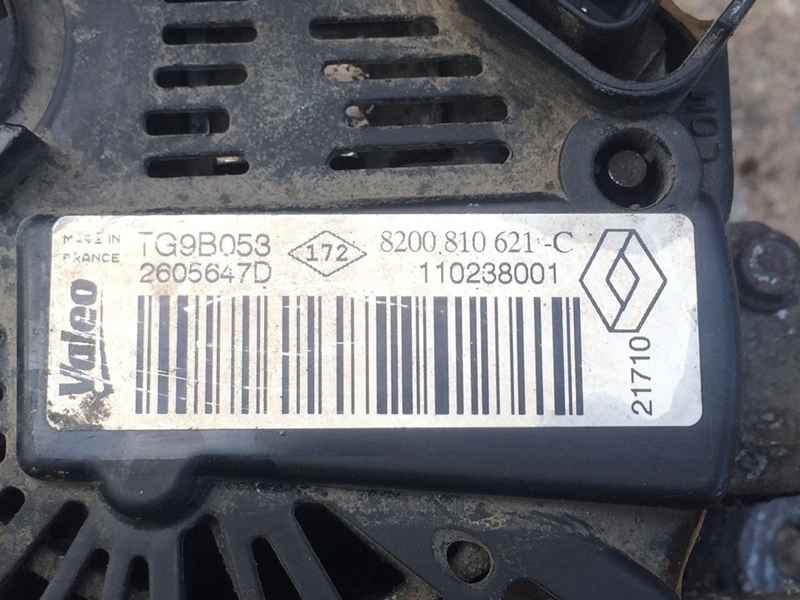 MADE IN
FRANCE
TG9B053
172
8200 810 621 -C
2605647D
110238001
Valeo
21710